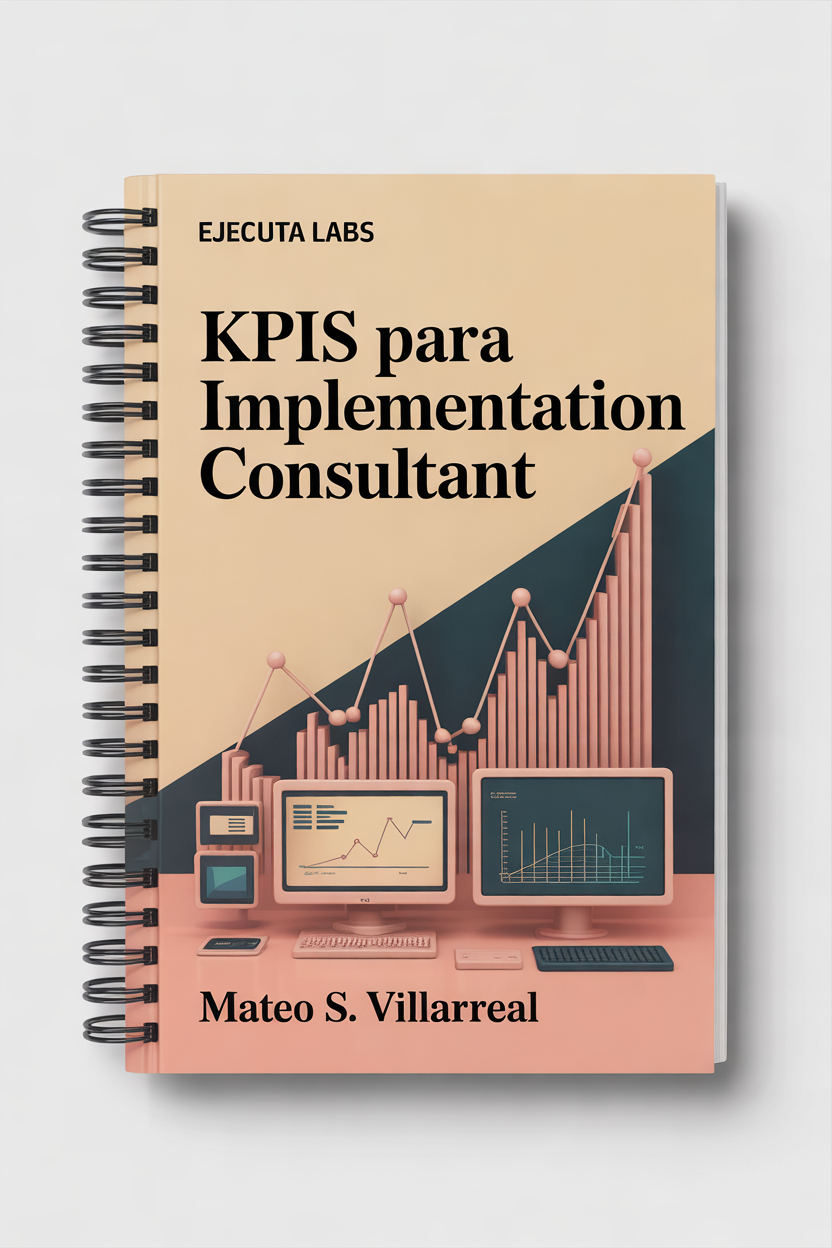 EJECUTA LABS
KPIS para
Implementation
Consultant
Mateo S. Villarreal